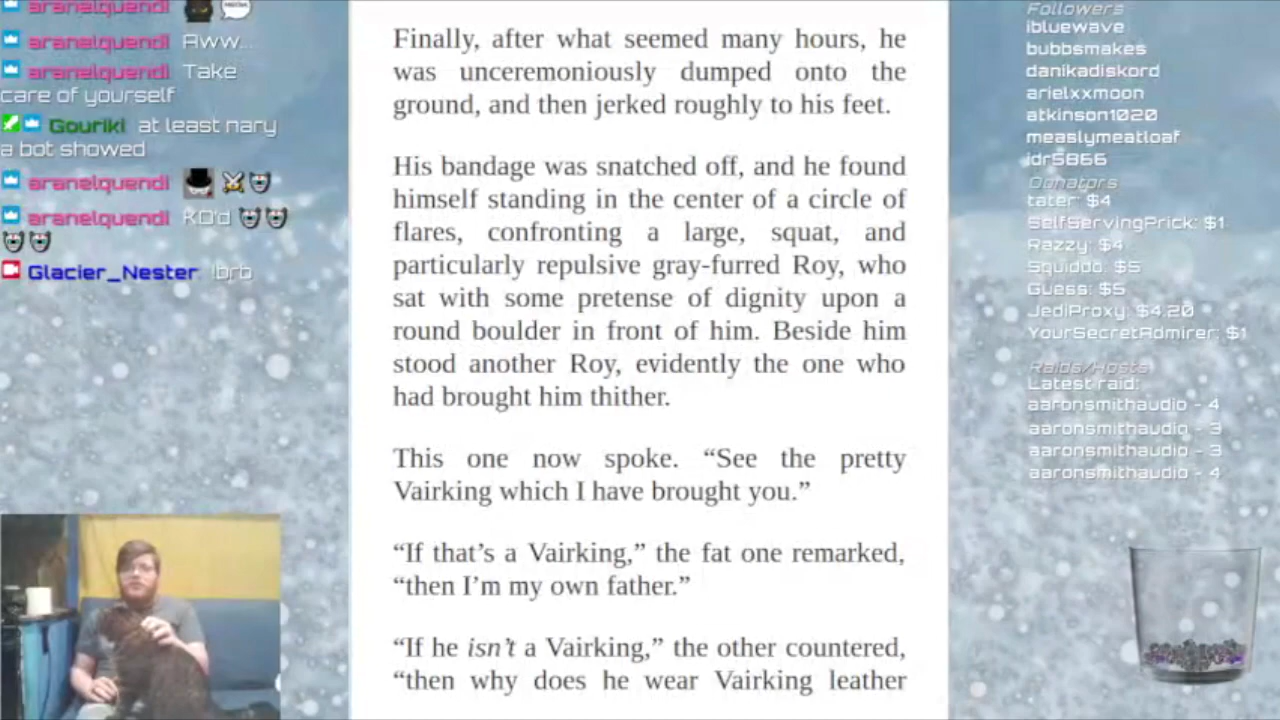 aranelquendi
aranelquendi Aww...
aranelquendi Take
care of yourself
Gouriki at least nary
a bot showed
aranelquendi
aranelquendi KO'd
Glacier_Nester !brb
Finally, after what seemed many hours, he
was unceremoniously dumped onto the
ground, and then jerked roughly to his feet.
His bandage was snatched off, and he found
himself standing in the center of a circle of
flares, confronting a large, squat, and
particularly repulsive gray-furred Roy, who
sat with some pretense of dignity upon a
round boulder in front of him. Beside him
stood another Roy, evidently the one who
had brought him thither.
This one now spoke. “See the pretty
Vairking which I have brought you.”
“If that’s a Vairking,” the fat one remarked,
“then I’m my own father.”
“If he isn’t a Vairking,” the other countered,
“then why does he wear Vairking leather
Followers
ibluewave
bubbsmakes
danikadiskord
arielxxmoon
atkinson1020
measlymeatloaf
jdr5866
Donators
tater: $4
SelfServingPrick: $1
Razzy: $4
Squiddo: $5
Guess: $5
JediProxy: $4.20
YourSecretAdmirer: $1
Raids/Hosts
Latest raid:
aaronsmithaudio - 4
aaronsmithaudio - 3
aaronsmithaudio - 3
aaronsmithaudio - 4